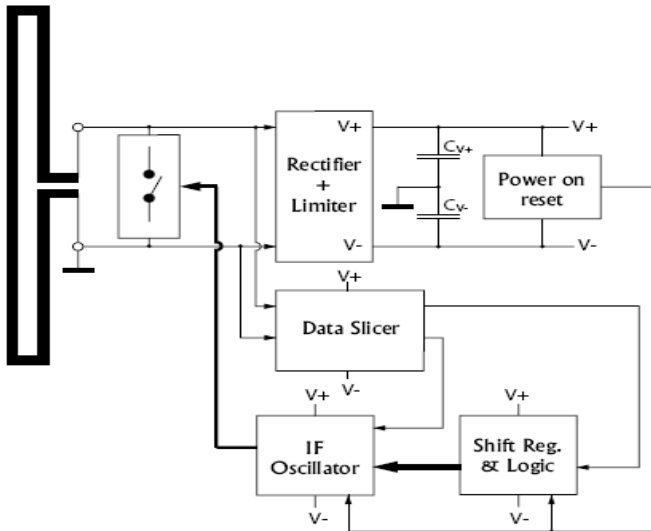 V+
Rectifier
+
Limiter
V-
CV+
CV-
V+
Power on
reset
V-
V+
Data Slicer
V-
V+
IF
Oscillator
V-
V+
Shift Reg.
& Logic
V-